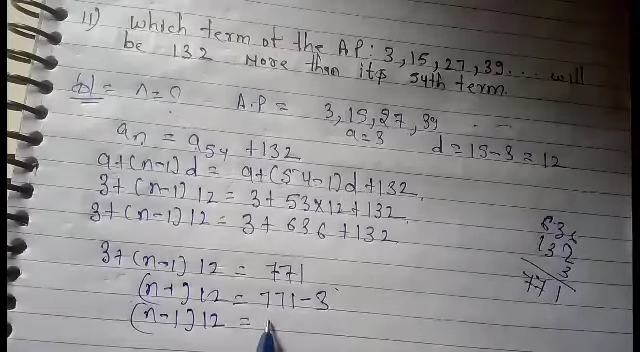 11) which term of the AP: 3, 15, 27, 39... will
be 132 more than its 54th term.
n = ? A.P = 3, 15, 27, 39 ...
a = 3 d = 15 - 3 = 12
an = a54 + 132
a + (n-1)d = a + (54-1)d + 132
3 + (n-1)12 = 3 + 53 x 12 + 132
3 + (n-1)12 = 3 + 636 + 132
636
132
3
771
3 + (n-1)12 = 771
(n-1)12 = 771 - 3
(n-1)12 =